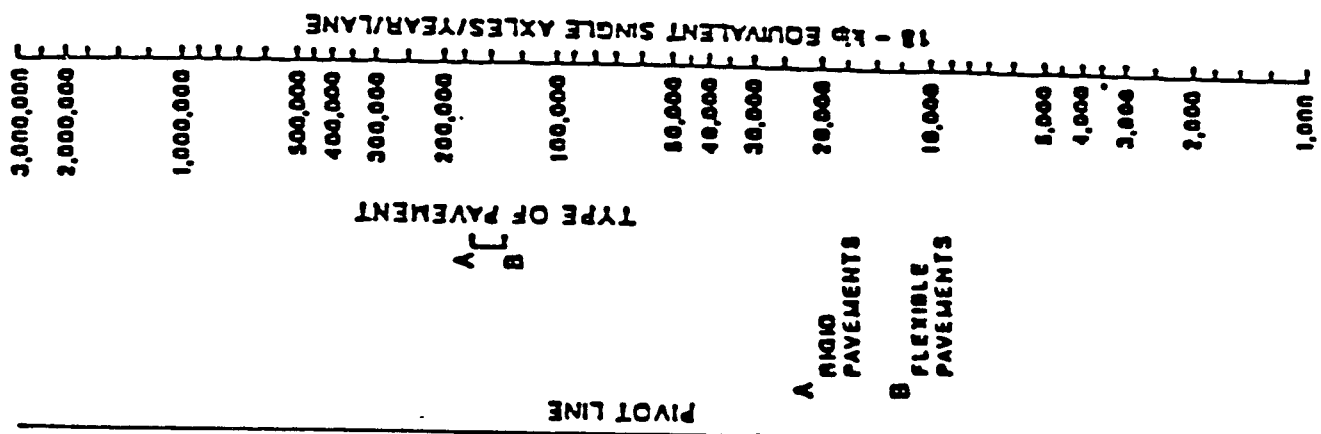 18 - kip EQUIVALENT SINGLE AXLES/YEAR/LANE
3,000,000
2,000,000
1,000,000
500,000
400,000
300,000
200,000
100,000
50,000
40,000
30,000
20,000
10,000
5,000
4,000
3,000
2,000
1,000
TYPE OF PAVEMENT
A
B
A
RIGID
PAVEMENTS
B
FLEXIBLE
PAVEMENTS
PIVOT LINE